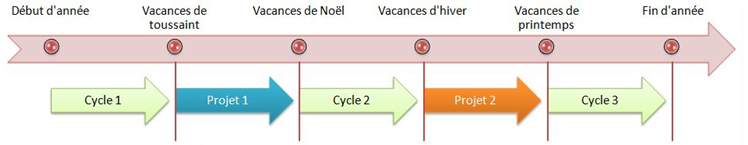 Début d'année
Vacances de
toussaint
Vacances de Noël
Vacances d'hiver
Vacances de
printemps
Fin d'année
Cycle 1
Projet 1
Cycle 2
Projet 2
Cycle 3